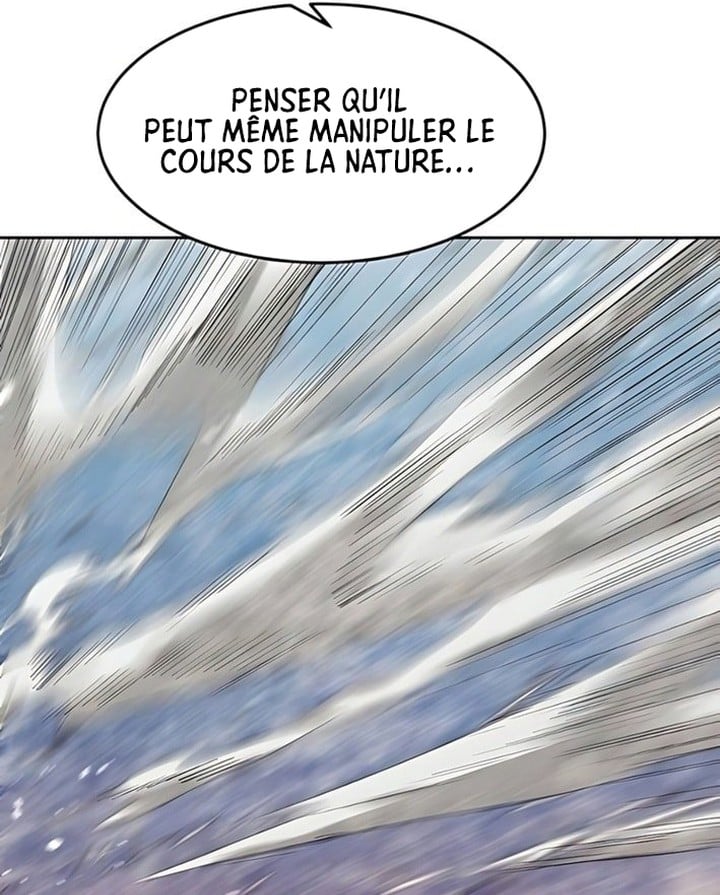 PENSER QU'IL
PEUT MÊME MANIPULER LE
COURS DE LA NATURE...